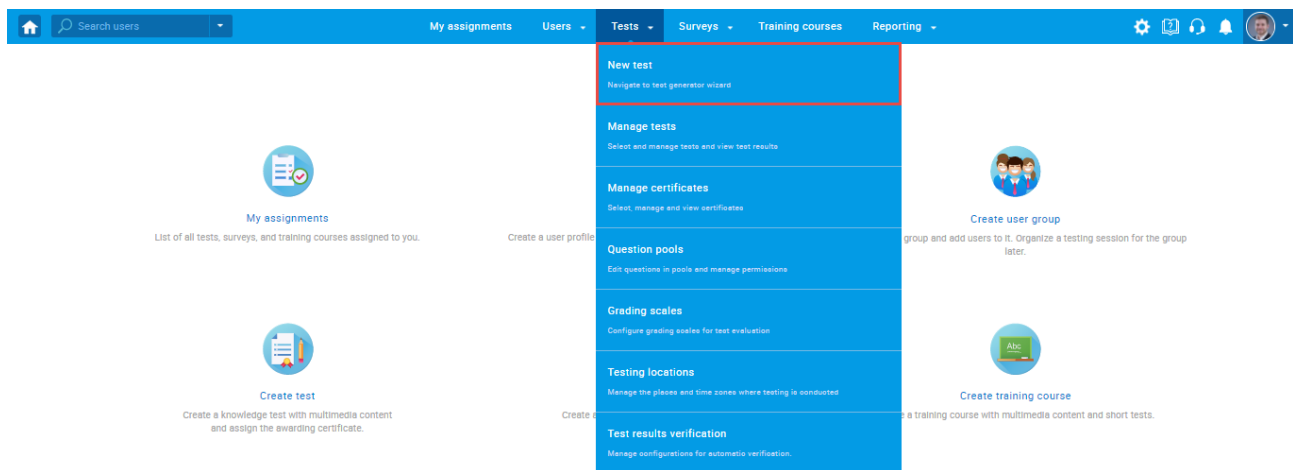 Search users
My assignments
Users
Tests
Surveys
Training courses
Reporting
New test
Navigate to test generator wizard
Manage tests
Select and manage tests and view test results
Manage certificates
Select, manage and view certificates
Question pools
Edit questions in pools and manage permissions
Grading scales
Configure grading scales for test evaluation
Testing locations
Manage the places and time zones where testing is conducted
Test results verification
Manage configurations for automatic verification.
My assignments
List of all tests, surveys, and training courses assigned to you.
Create a user profile
Create user group
group and add users to it. Organize a testing session for the group
later.
Create test
Create a knowledge test with multimedia content
and assign the awarding certificate.
Create
Abc
Create training course
a training course with multimedia content and short tests.